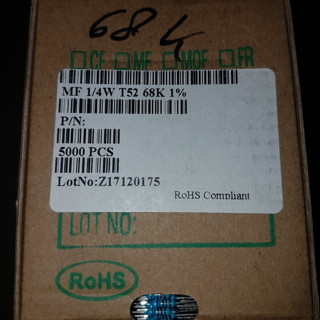 68 K
CF MF MOF FR
MF 1/4W T52 68K 1%
P/N:
5000 PCS
LotNo:Z17120175
RoHS Compliant
LOT NO:
RoHS